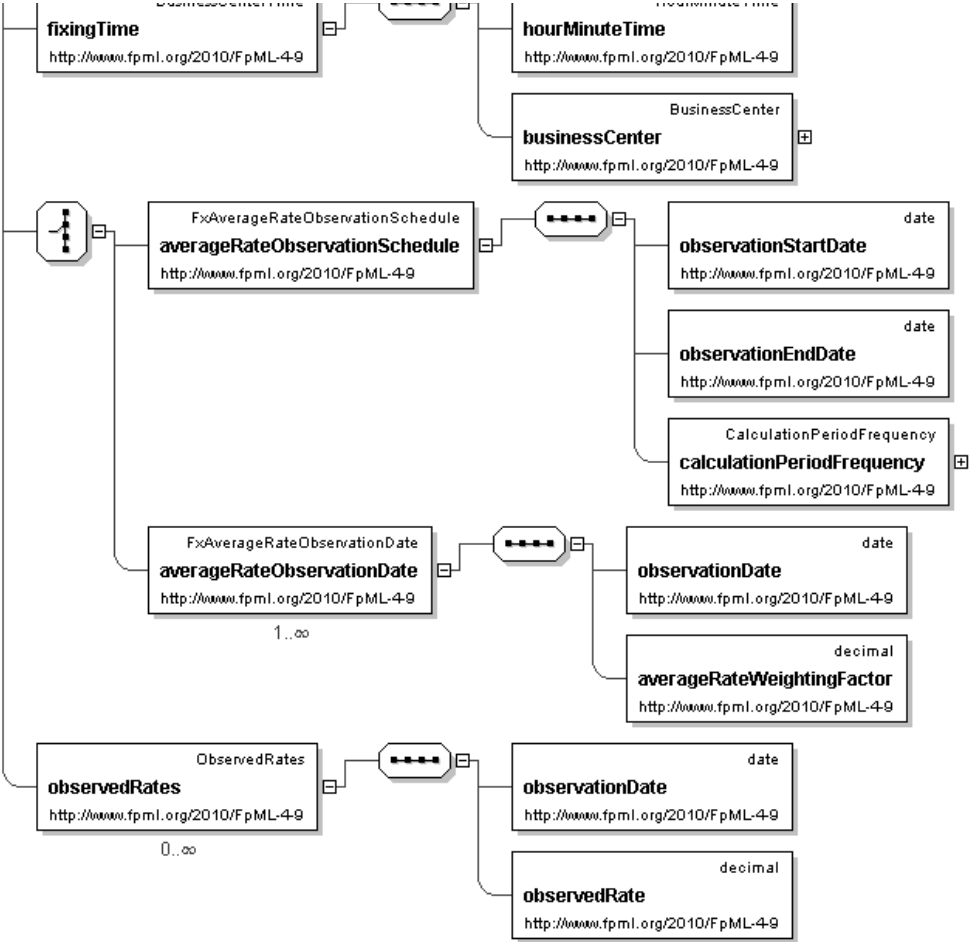 BusinessCenterTime
fixingTime
http://www.fpml.org/2010/FpML-4-9
HourMinuteTime
hourMinuteTime
http://www.fpml.org/2010/FpML-4-9
BusinessCenter
businessCenter
http://www.fpml.org/2010/FpML-4-9
FxAverageRateObservationSchedule
averageRateObservationSchedule
http://www.fpml.org/2010/FpML-4-9
date
observationStartDate
http://www.fpml.org/2010/FpML-4-9
date
observationEndDate
http://www.fpml.org/2010/FpML-4-9
CalculationPeriodFrequency
calculationPeriodFrequency
http://www.fpml.org/2010/FpML-4-9
FxAverageRateObservationDate
averageRateObservationDate
http://www.fpml.org/2010/FpML-4-9
1..∞
date
observationDate
http://www.fpml.org/2010/FpML-4-9
decimal
averageRateWeightingFactor
http://www.fpml.org/2010/FpML-4-9
ObservedRates
observedRates
http://www.fpml.org/2010/FpML-4-9
0..∞
date
observationDate
http://www.fpml.org/2010/FpML-4-9
decimal
observedRate
http://www.fpml.org/2010/FpML-4-9